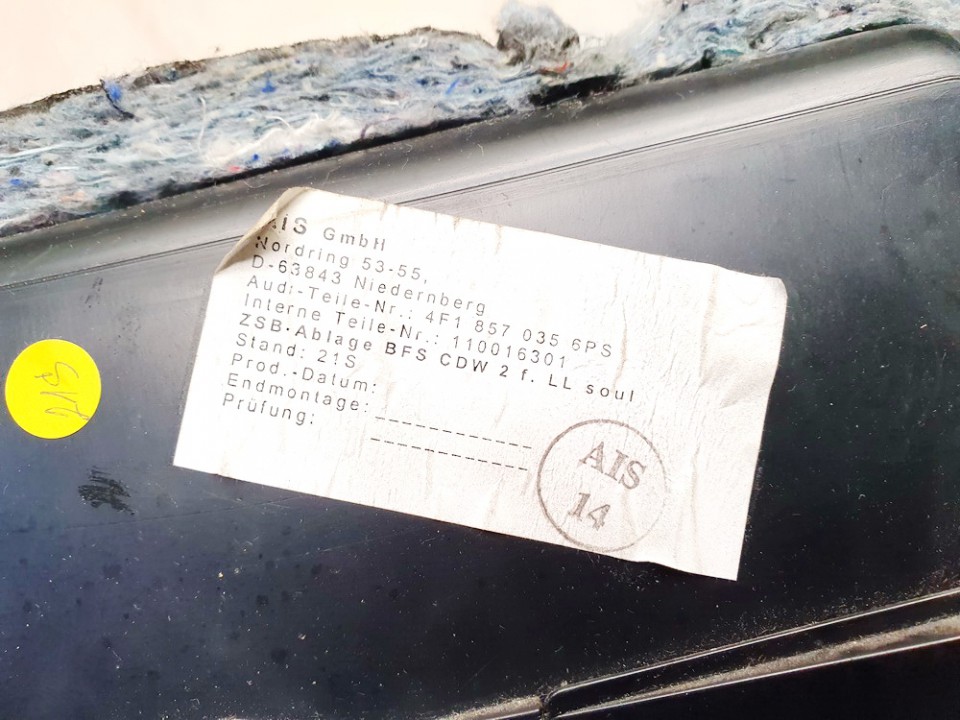 AiS GmbH
Nordring 53-55,
D-63843 Niedernberg
Audi-Teile-Nr.: 4F1 857 035 6PS
Interne Teile-Nr.: 110016301
ZSB-Ablage BFS CDW 2 f. LL soul
Stand: 21S
Prod.-Datum:
Endmontage:
Prüfung:
AIS
14
21S